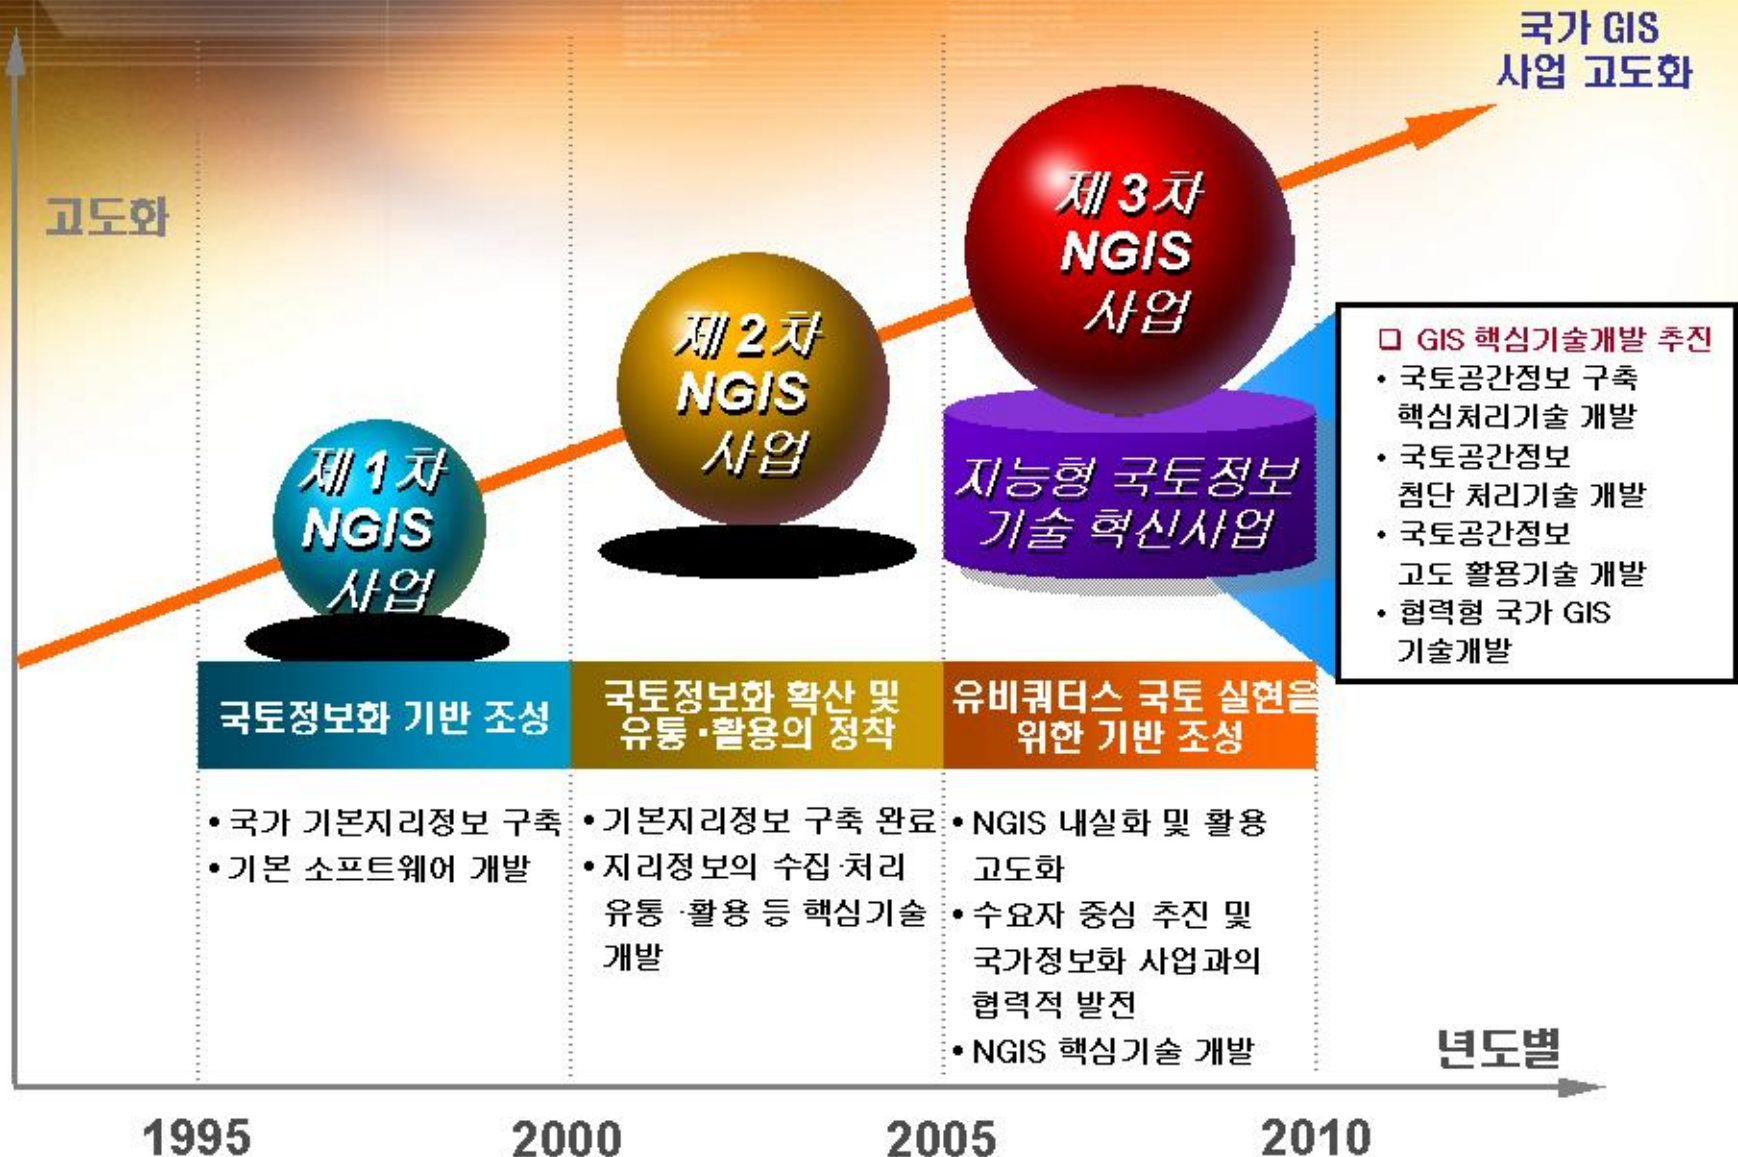 국가 GIS
사업 고도화
고도화
제 1 차
NGIS
사업
제 2 차
NGIS
사업
제 3 차
NGIS
사업
지능형 국토정보
기술 혁신사업
❑ GIS 핵심기술개발 추진
• 국토공간정보 구축
핵심처리기술 개발
• 국토공간정보
첨단 처리기술 개발
• 국토공간정보
고도 활용기술 개발
• 협력형 국가 GIS
기술개발
국토정보화 기반 조성
국토정보화 확산 및
유통·활용의 정착
유비쿼터스 국토 실현을
위한 기반 조성
• 국가 기본지리정보 구축
• 기본 소프트웨어 개발
• 기본지리정보 구축 완료
• 지리정보의 수집·처리
유통·활용 등 핵심기술
개발
• NGIS 내실화 및 활용
고도화
• 수요자 중심 추진 및
국가정보화 사업과의
협력적 발전
• NGIS 핵심기술 개발
년도별
1995
2000
2005
2010